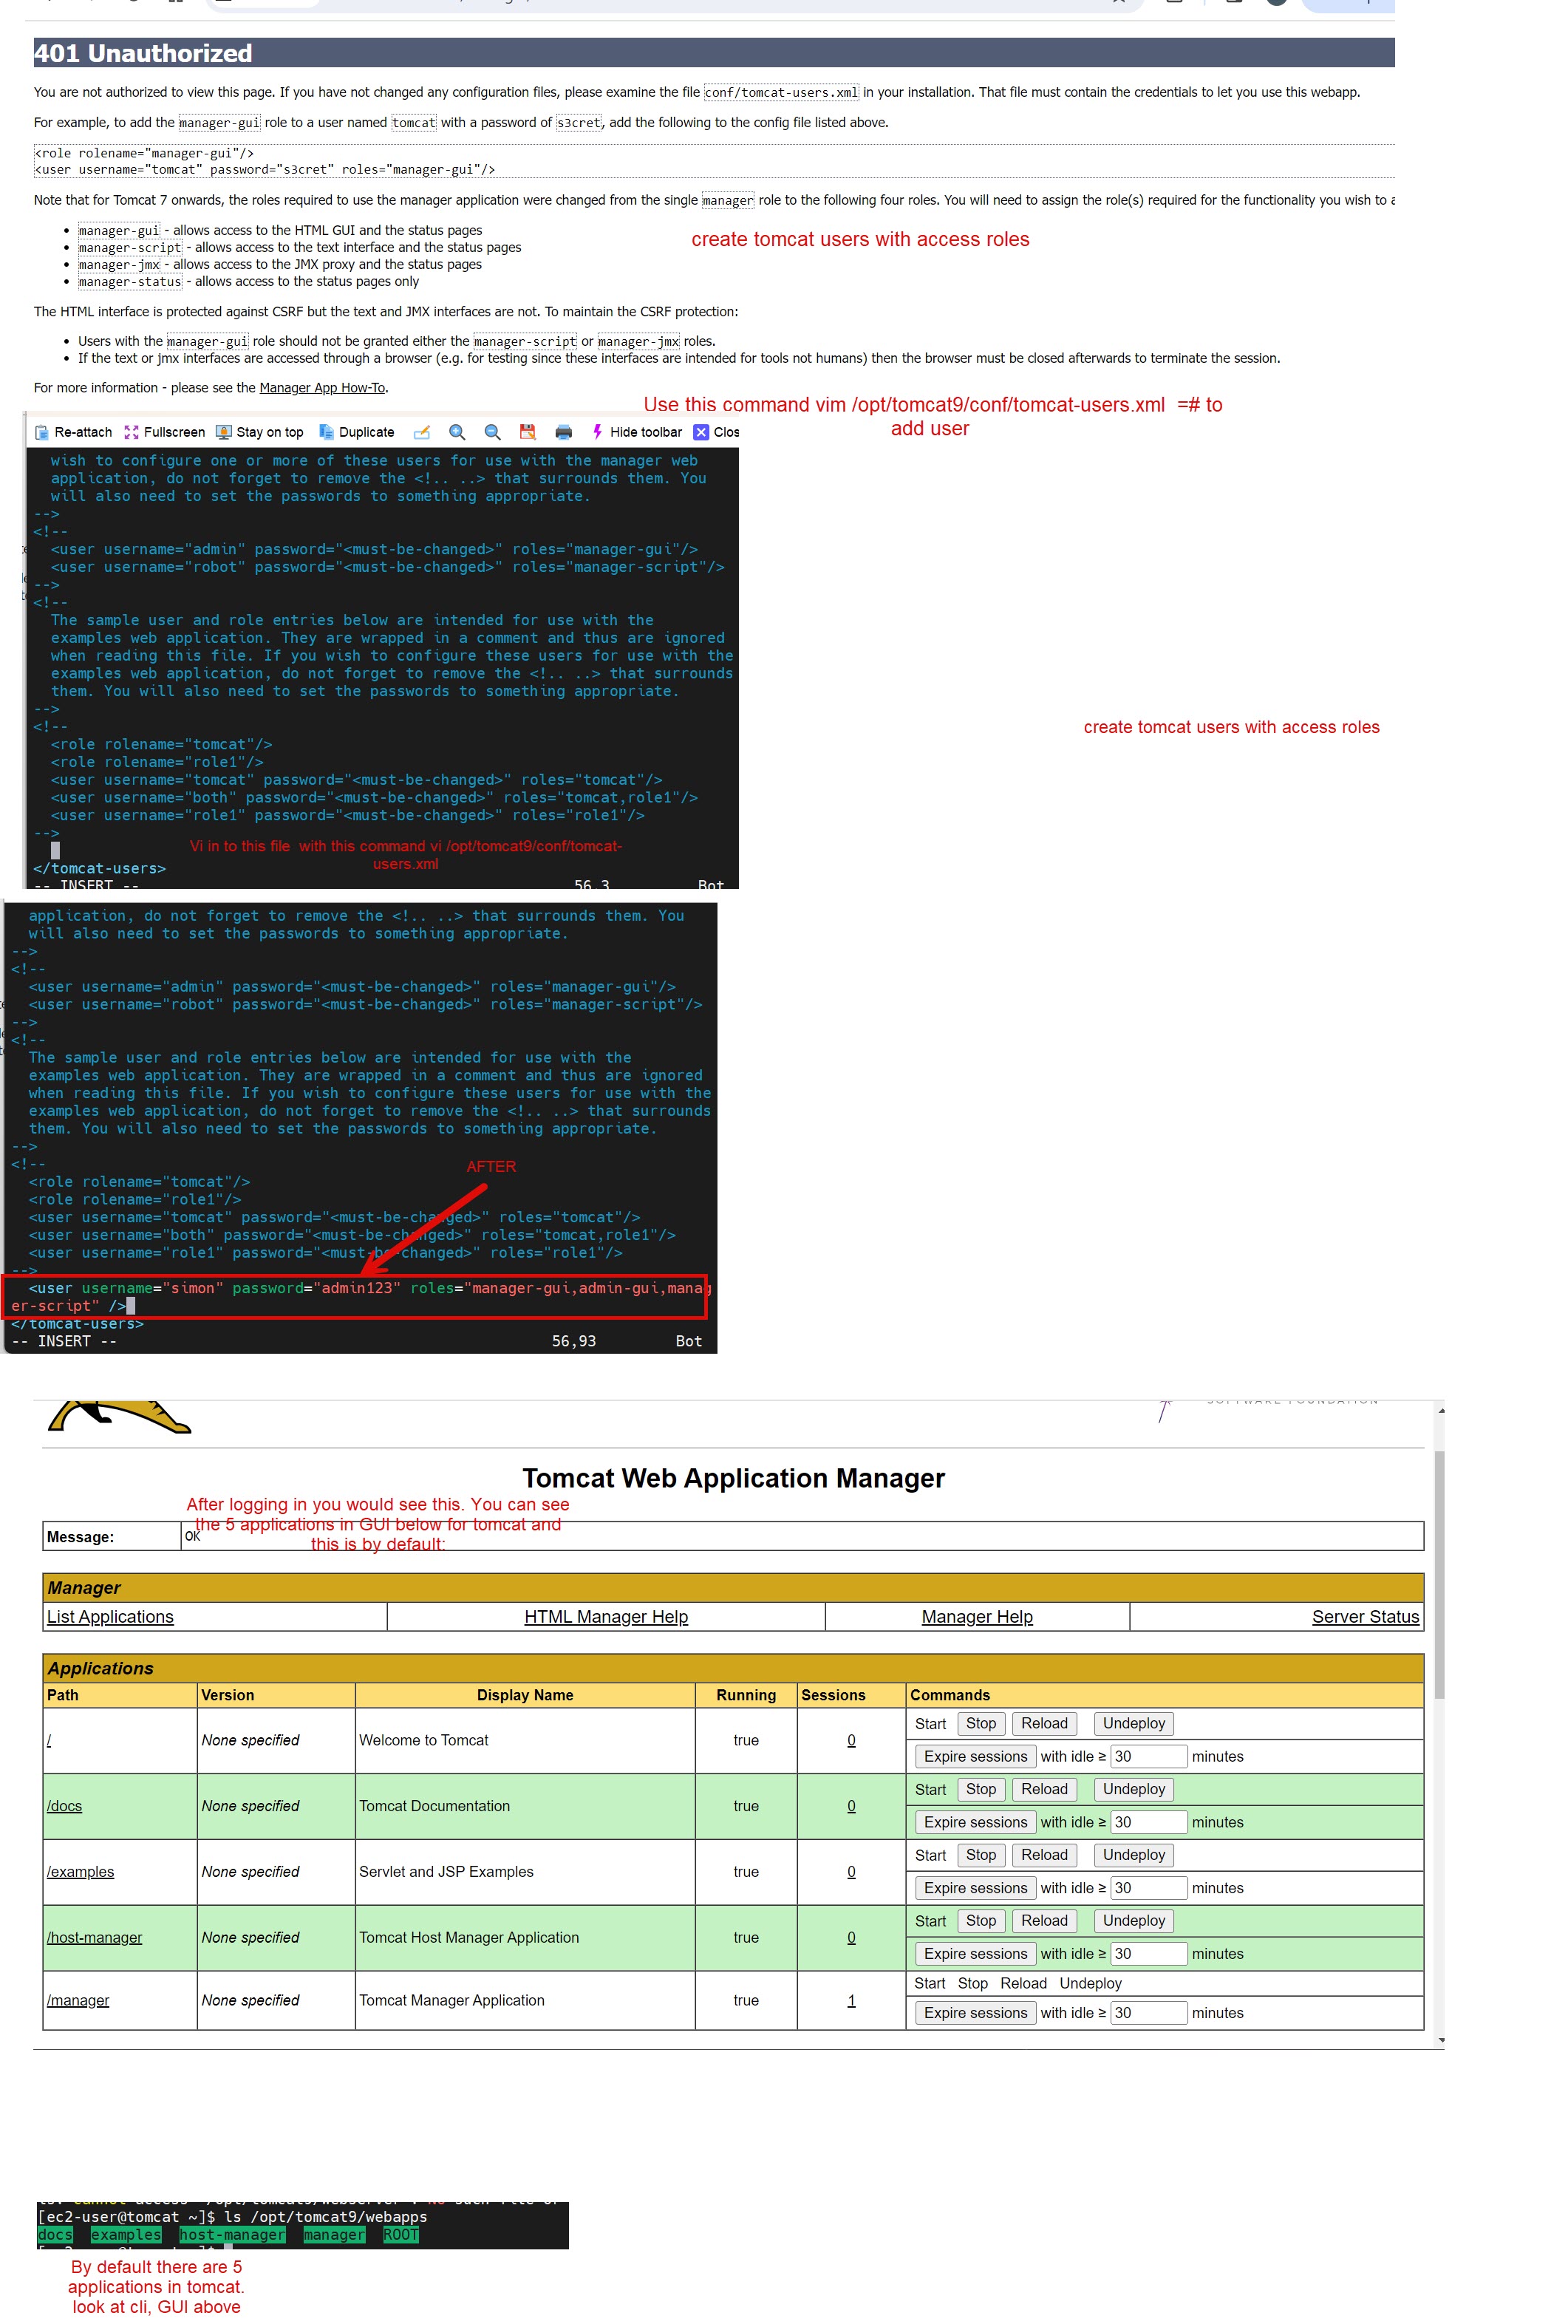 401 Unauthorized
You are not authorized to view this page. If you have not changed any configuration files, please examine the file conf/tomcat-users.xml in your installation. That file must contain the credentials to let you use this webapp.
For example, to add the manager-gui role to a user named tomcat with a password of s3cret, add the following to the config file listed above.
<role rolename="manager-gui"/>
<user username="tomcat" password="s3cret" roles="manager-gui"/>
Note that for Tomcat 7 onwards, the roles required to use the manager application were changed from the single manager role to the following four roles. You will need to assign the role(s) required for the functionality you wish to a
• manager-gui - allows access to the HTML GUI and the status pages
• manager-script - allows access to the text interface and the status pages
• manager-jmx - allows access to the JMX proxy and the status pages
• manager-status - allows access to the status pages only
create tomcat users with access roles
The HTML interface is protected against CSRF but the text and JMX interfaces are not. To maintain the CSRF protection:
• Users with the manager-gui role should not be granted either the manager-script or manager-jmx roles.
• If the text or jmx interfaces are accessed through a browser (e.g. for testing since these interfaces are intended for tools not humans) then the browser must be closed afterwards to terminate the session.
For more information - please see the Manager App How-To.
Use this command vim /opt/tomcat9/conf/tomcat-users.xml =# to
add user
Re-attach Fullscreen Stay on top Duplicate Hide toolbar Clos
wish to configure one or more of these users for use with the manager web
application, do not forget to remove the <!.. ..> that surrounds them. You
will also need to set the passwords to something appropriate.
-->
<!--
<user username="admin" password="<must-be-changed>" roles="manager-gui"/>
<user username="robot" password="<must-be-changed>" roles="manager-script"/>
-->
<!--
The sample user and role entries below are intended for use with the
examples web application. They are wrapped in a comment and thus are ignored
when reading this file. If you wish to configure these users for use with the
examples web application, do not forget to remove the <!.. ..> that surrounds
them. You will also need to set the passwords to something appropriate.
-->
<!--
<role rolename="tomcat"/>
<role rolename="role1"/>
<user username="tomcat" password="<must-be-changed>" roles="tomcat"/>
<user username="both" password="<must-be-changed>" roles="tomcat,role1"/>
<user username="role1" password="<must-be-changed>" roles="role1"/>
-->
Vi in to this file with this command vi /opt/tomcat9/conf/tomcat-
users.xml
</tomcat-users>
-- INSERT -- 56,3 Bot
create tomcat users with access roles
application, do not forget to remove the <!.. ..> that surrounds them. You
will also need to set the passwords to something appropriate.
-->
<!--
<user username="admin" password="<must-be-changed>" roles="manager-gui"/>
<user username="robot" password="<must-be-changed>" roles="manager-script"/>
-->
<!--
The sample user and role entries below are intended for use with the
examples web application. They are wrapped in a comment and thus are ignored
when reading this file. If you wish to configure these users for use with the
examples web application, do not forget to remove the <!.. ..> that surrounds
them. You will also need to set the passwords to something appropriate.
-->
<!--
AFTER
<role rolename="tomcat"/>
<role rolename="role1"/>
<user username="tomcat" password="<must-be-changed>" roles="tomcat"/>
<user username="both" password="<must-be-changed>" roles="tomcat,role1"/>
<user username="role1" password="<must-be-changed>" roles="role1"/>
-->
<user username="simon" password="admin123" roles="manager-gui,admin-gui,manag
er-script" />
</tomcat-users>
-- INSERT -- 56,93 Bot
SOFTWARE FOUNDATION
Tomcat Web Application Manager
After logging in you would see this. You can see
the 5 applications in GUI below for tomcat and
this is by default:
Message: OK
Manager
List Applications HTML Manager Help Manager Help Server Status
Applications
Path Version Display Name Running Sessions Commands
/ None specified Welcome to Tomcat true 0 Start Stop Reload Undeploy
Expire sessions with idle ≥ 30 minutes
/docs None specified Tomcat Documentation true 0 Start Stop Reload Undeploy
Expire sessions with idle ≥ 30 minutes
/examples None specified Servlet and JSP Examples true 0 Start Stop Reload Undeploy
Expire sessions with idle ≥ 30 minutes
/host-manager None specified Tomcat Host Manager Application true 0 Start Stop Reload Undeploy
Expire sessions with idle ≥ 30 minutes
/manager None specified Tomcat Manager Application true 1 Start Stop Reload Undeploy
Expire sessions with idle ≥ 30 minutes
[ec2-user@tomcat ~]$ ls /opt/tomcat9/webapps
docs examples host-manager manager ROOT
By default there are 5
applications in tomcat.
look at cli, GUI above